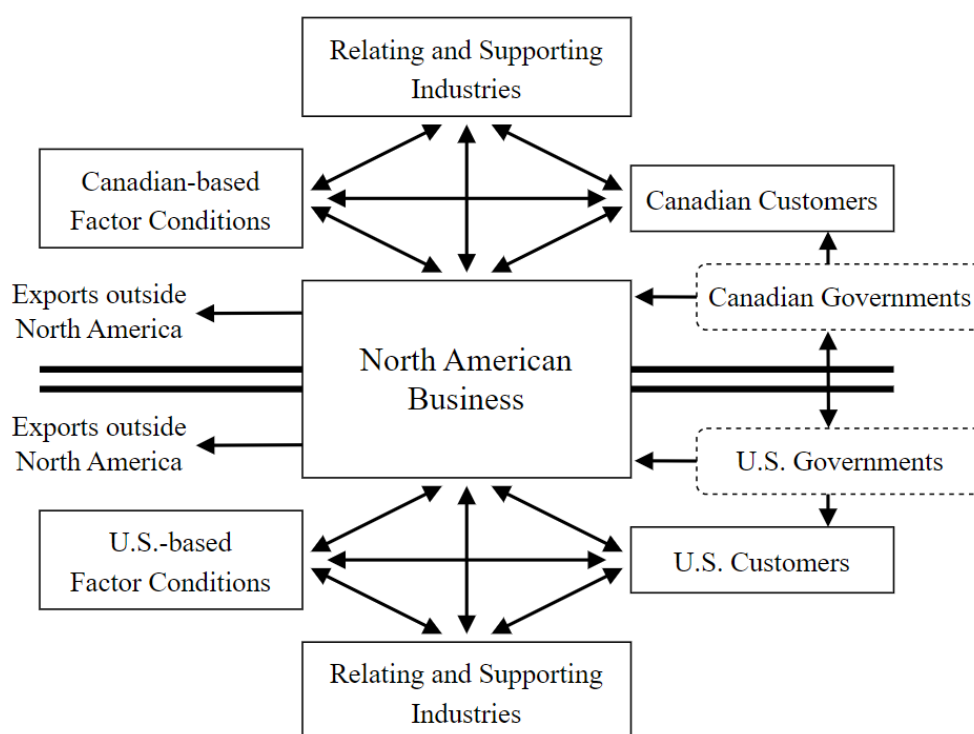 Relating and Supporting
Industries
Canadian-based
Factor Conditions
Canadian Customers
Exports outside
North America
Canadian Governments
North American
Business
Exports outside
North America
U.S. Governments
U.S.-based
Factor Conditions
U.S. Customers
Relating and Supporting
Industries